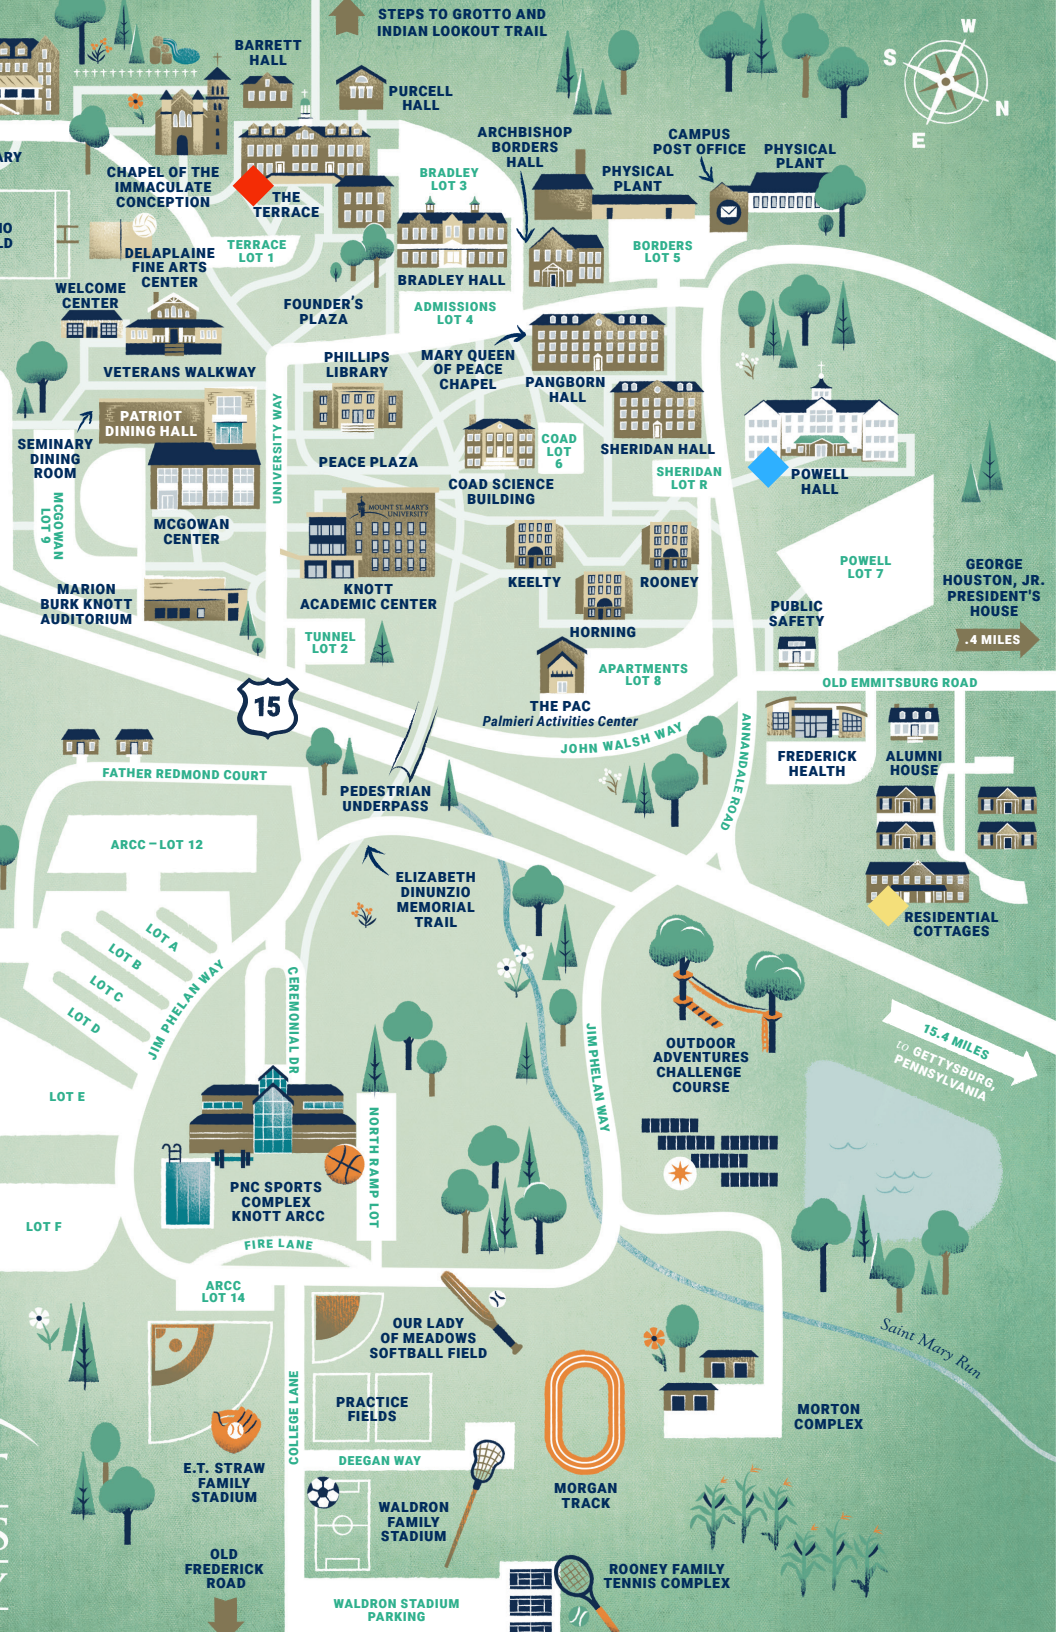 STEPS TO GROTTO AND
INDIAN LOOKOUT TRAIL
W
S
N
E
BARRETT
HALL
PURCELL
HALL
ARCHBISHOP
BORDERS
HALL
CAMPUS
POST OFFICE
PHYSICAL
PLANT
PHYSICAL
PLANT
ARY
CHAPEL OF THE
IMMACULATE
CONCEPTION
THE
TERRACE
BRADLEY
LOT 3
IO
LD
TERRACE
LOT 1
BORDERS
LOT 5
DELAPLAINE
FINE ARTS
CENTER
BRADLEY HALL
WELCOME
CENTER
FOUNDER'S
PLAZA
ADMISSIONS
LOT 4
VETERANS WALKWAY
PHILLIPS
LIBRARY
MARY QUEEN
OF PEACE
CHAPEL
PANGBORN
HALL
PATRIOT
DINING HALL
SEMINARY
DINING
ROOM
UNIVERSITY WAY
PEACE PLAZA
COAD
LOT
6
SHERIDAN HALL
SHERIDAN
LOT R
POWELL
HALL
COAD SCIENCE
BUILDING
MCGOWAN
LOT 9
MCGOWAN
CENTER
MOUNT ST. MARY'S
UNIVERSITY
KEELTY
ROONEY
POWELL
LOT 7
GEORGE
HOUSTON, JR.
PRESIDENT'S
HOUSE
.4 MILES
MARION
BURK KNOTT
AUDITORIUM
KNOTT
ACADEMIC CENTER
HORNING
PUBLIC
SAFETY
TUNNEL
LOT 2
APARTMENTS
LOT 8
OLD EMMITSBURG ROAD
15
THE PAC
Palmieri Activities Center
JOHN WALSH WAY
ANNANDALE ROAD
FREDERICK
HEALTH
ALUMNI
HOUSE
FATHER REDMOND COURT
PEDESTRIAN
UNDERPASS
ARCC – LOT 12
ELIZABETH
DINUNZIO
MEMORIAL
TRAIL
RESIDENTIAL
COTTAGES
LOT A
LOT B
LOT C
LOT D
JIM PHELAN WAY
CEREMONIAL DR
JIM PHELAN WAY
OUTDOOR
ADVENTURES
CHALLENGE
COURSE
15.4 MILES
to GETTYSBURG,
PENNSYLVANIA
LOT E
NORTH RAMP LOT
PNC SPORTS
COMPLEX
KNOTT ARCC
LOT F
FIRE LANE
ARCC
LOT 14
OUR LADY
OF MEADOWS
SOFTBALL FIELD
Saint Mary Run
COLLEGE LANE
PRACTICE
FIELDS
MORTON
COMPLEX
DEEGAN WAY
E.T. STRAW
FAMILY
STADIUM
MORGAN
TRACK
WALDRON
FAMILY
STADIUM
OLD
FREDERICK
ROAD
ROONEY FAMILY
TENNIS COMPLEX
WALDRON STADIUM
PARKING